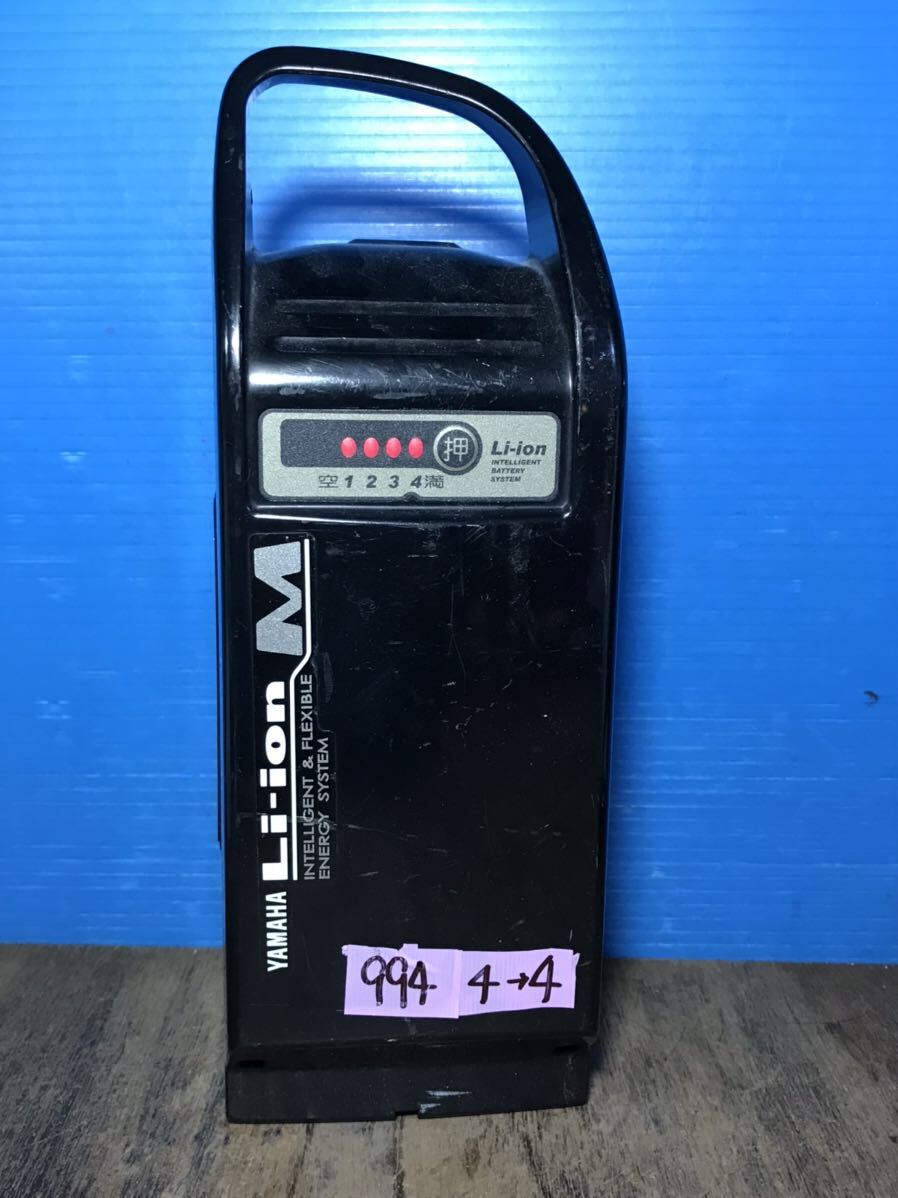 押
Li-ion
INTELLIGENT
BATTERY
SYSTEM
空1 2 3 4満
YAMAHA Li-ion M
INTELLIGENT & FLEXIBLE
ENERGY SYSTEM
994 4→4